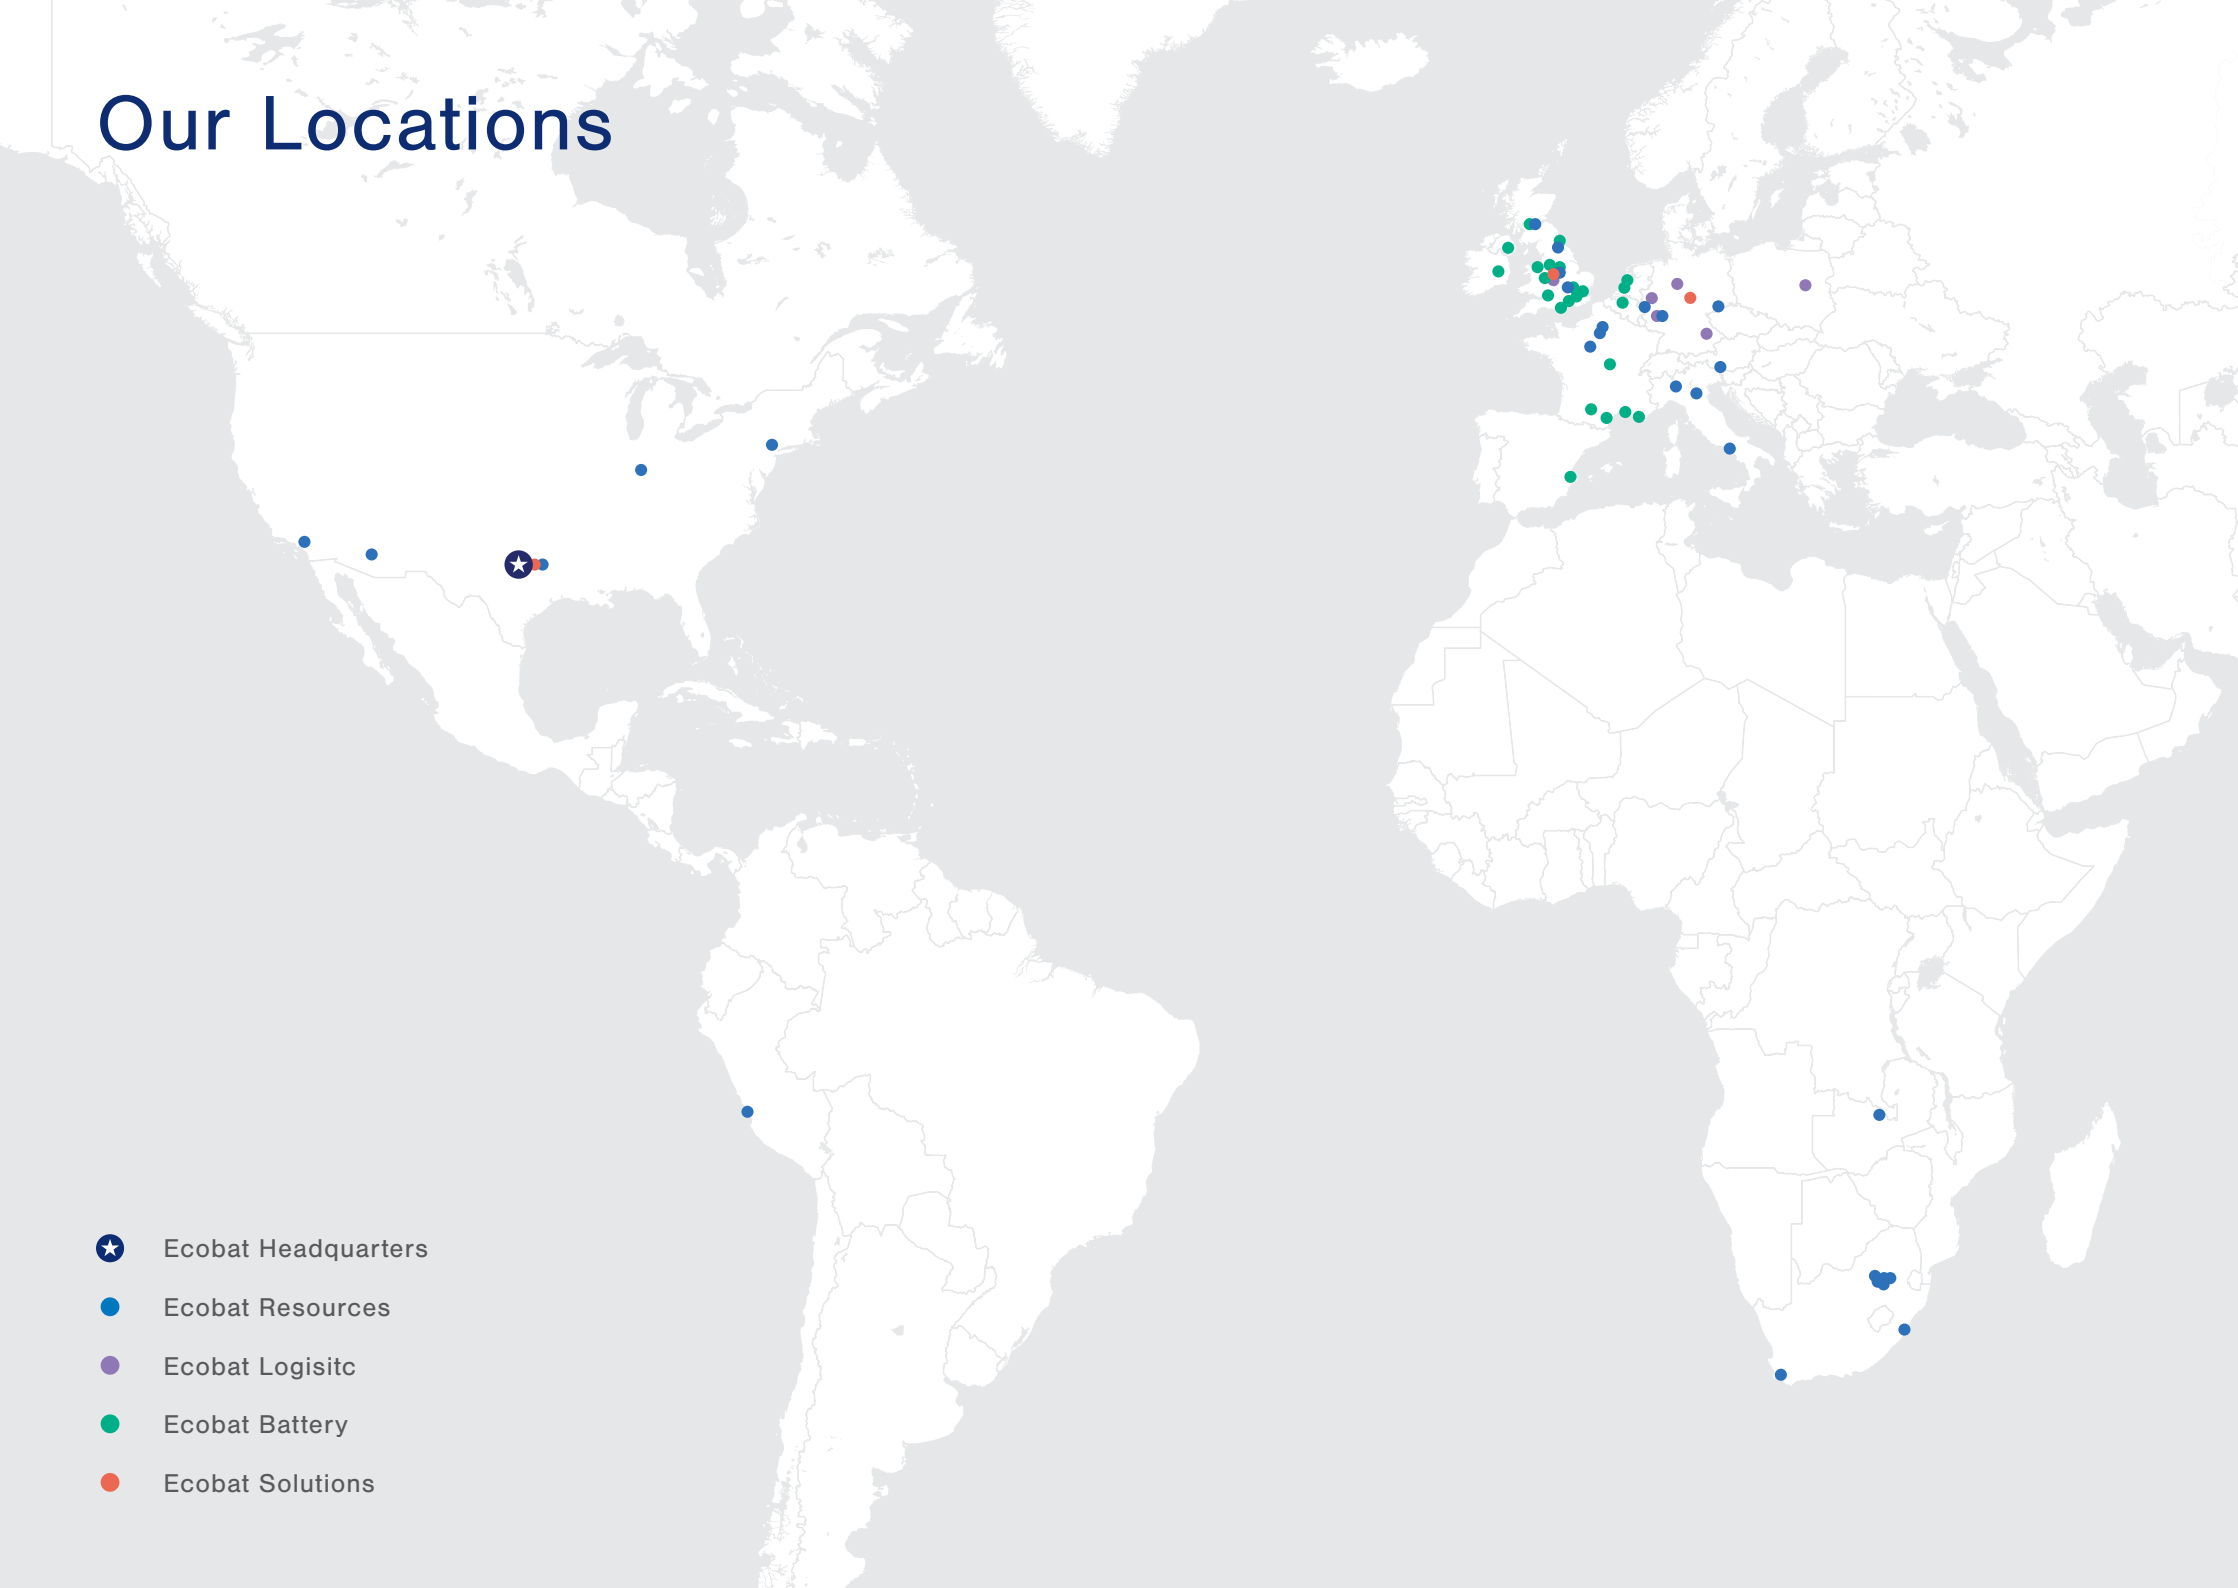 Our Locations
Ecobat Headquarters
Ecobat Resources
Ecobat Logisitc
Ecobat Battery
Ecobat Solutions